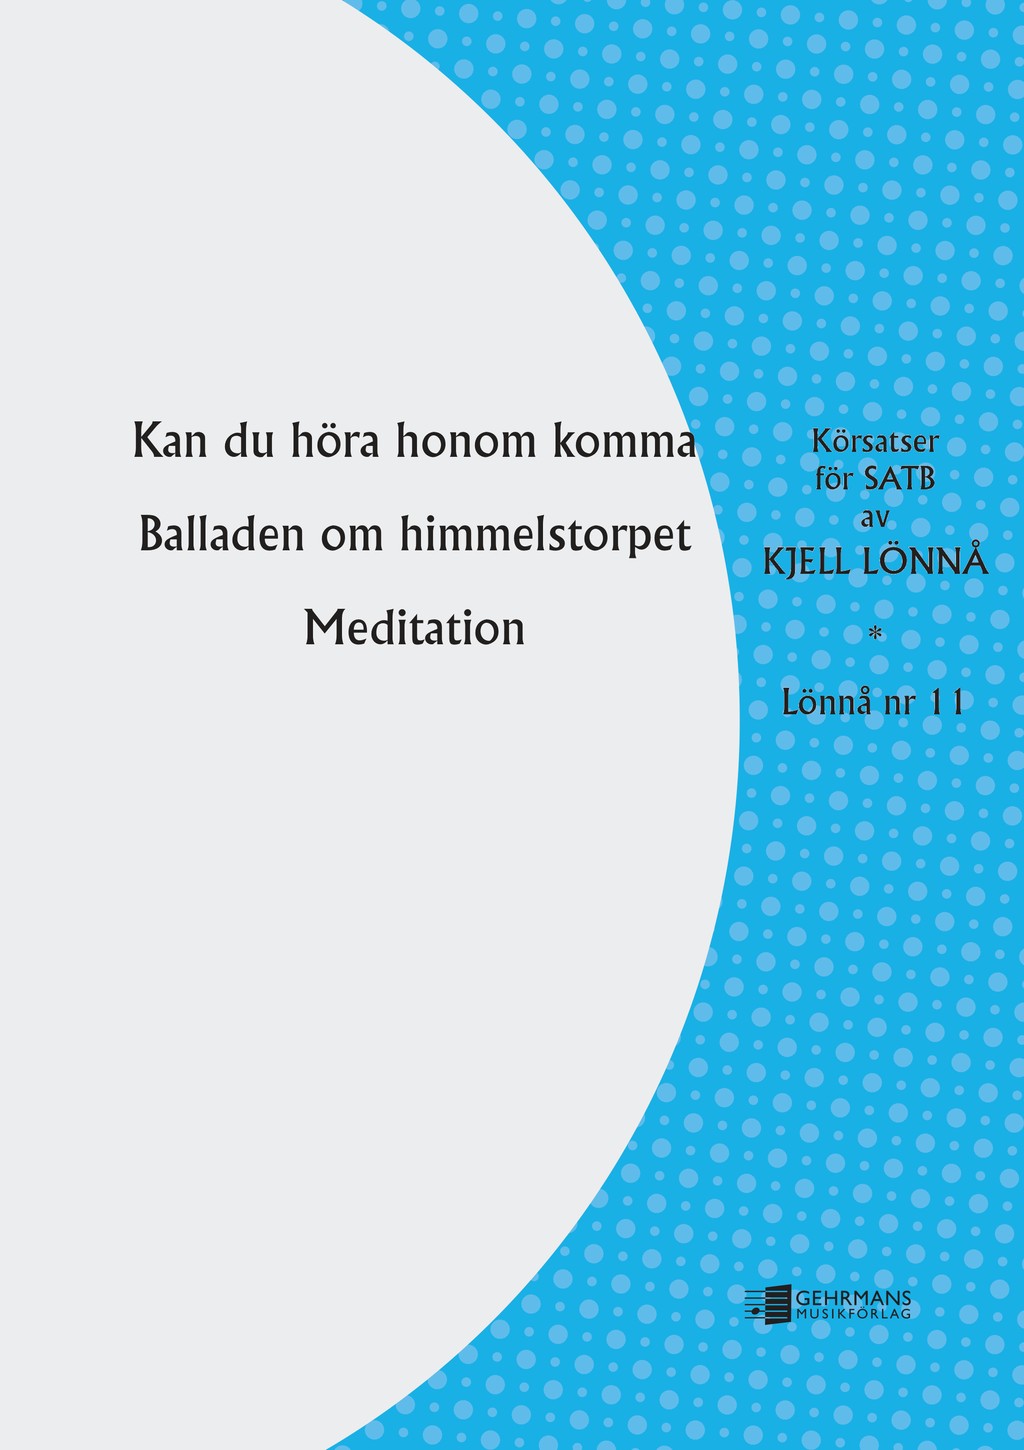 Kan du höra honom komma
Balladen om himmelstorpet
Meditation
Körsatser
för SATB
av
KJELL LÖNNÅ
*
Lönnå nr 11
GEHRMANS
MUSIKFÖRLAG